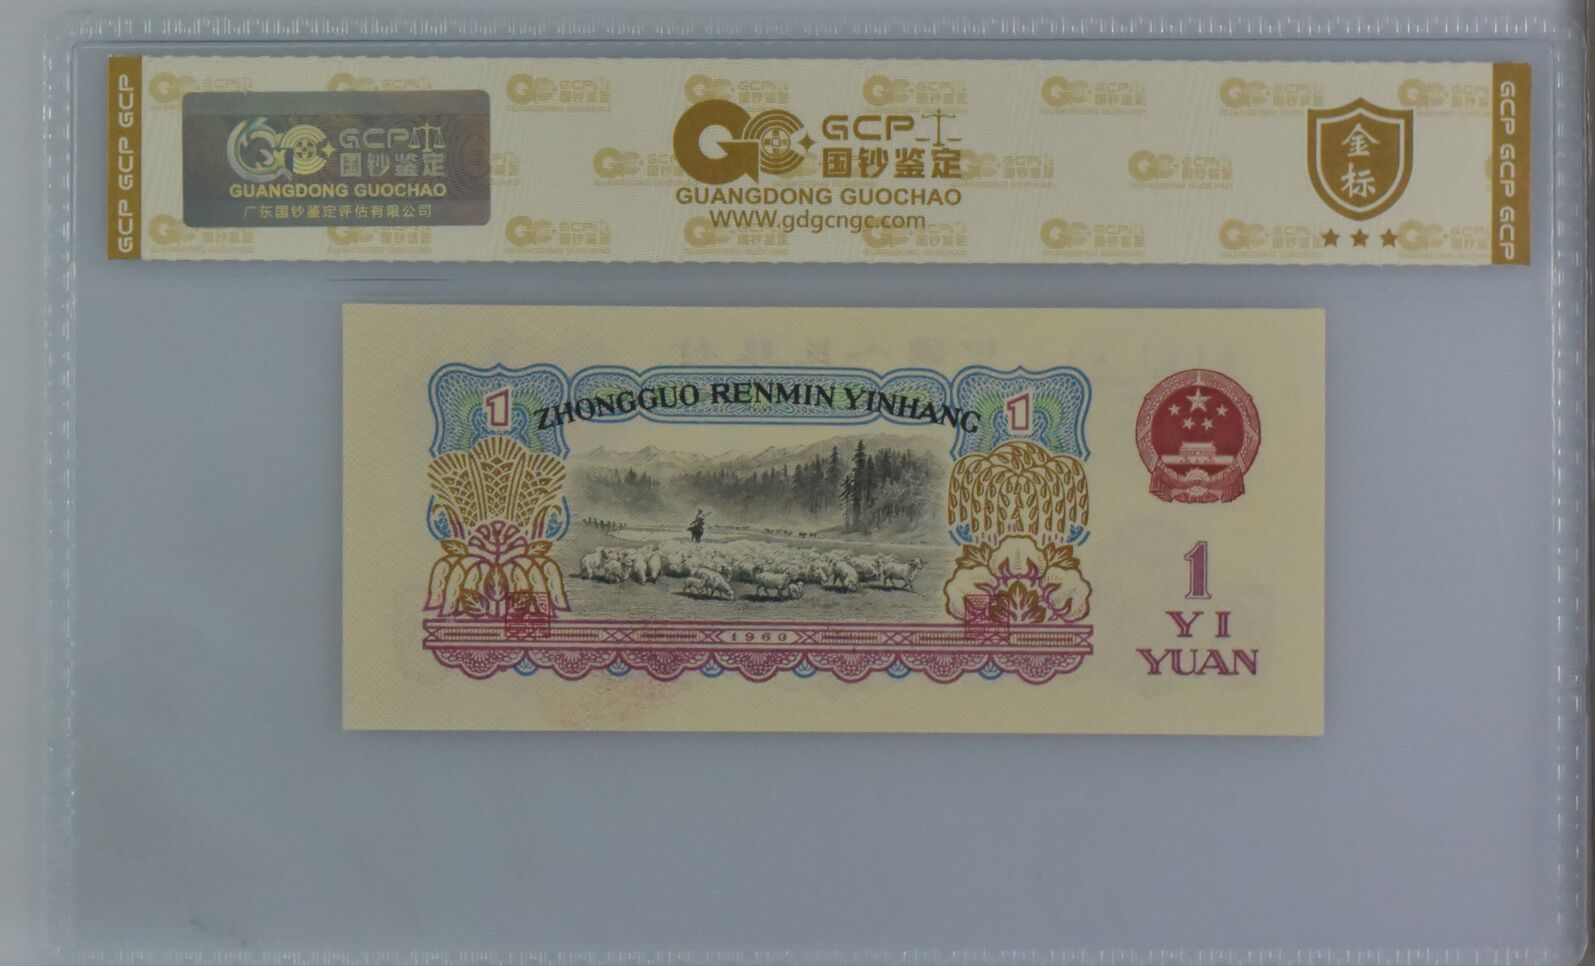 GCP GCP GCP
GCP
国钞鉴定
GUANGDONG GUOCHAO
广东国钞鉴定评估有限公司
GCP
国钞鉴定
GUANGDONG GUOCHAO
WWW.gdgcngc.com
金标
GCP GCP GCP
ZHONGGUO RENMIN YINHANG
1
1
1960
1
YI
YUAN